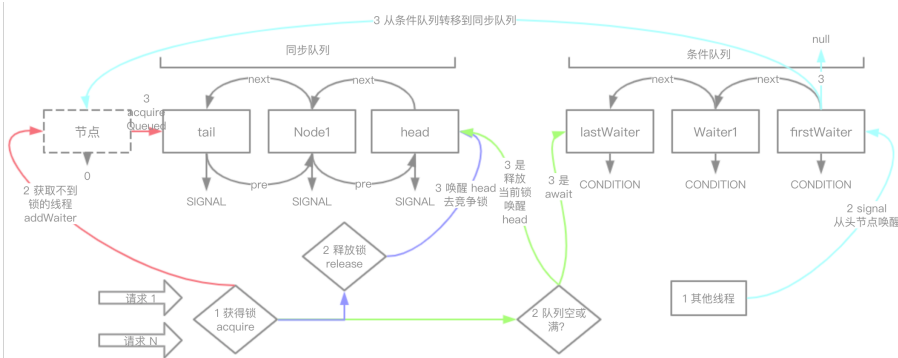 3 从条件队列转移到同步队列
null
同步队列
条件队列
3
next
next
next
next
3
acquire
Queued
节点
tail
Node1
head
lastWaiter
Waiter1
firstWaiter
0
pre
pre
SIGNAL
SIGNAL
SIGNAL
CONDITION
CONDITION
CONDITION
2 获取不到
锁的线程
addWaiter
3 唤醒 head
去竞争锁
3 是
释放
当前锁
唤醒
head
3 是
await
2 signal
从头节点唤醒
2 释放锁
release
请求 1
1 获得锁
acquire
2 队列空或
满?
1 其他线程
请求 N